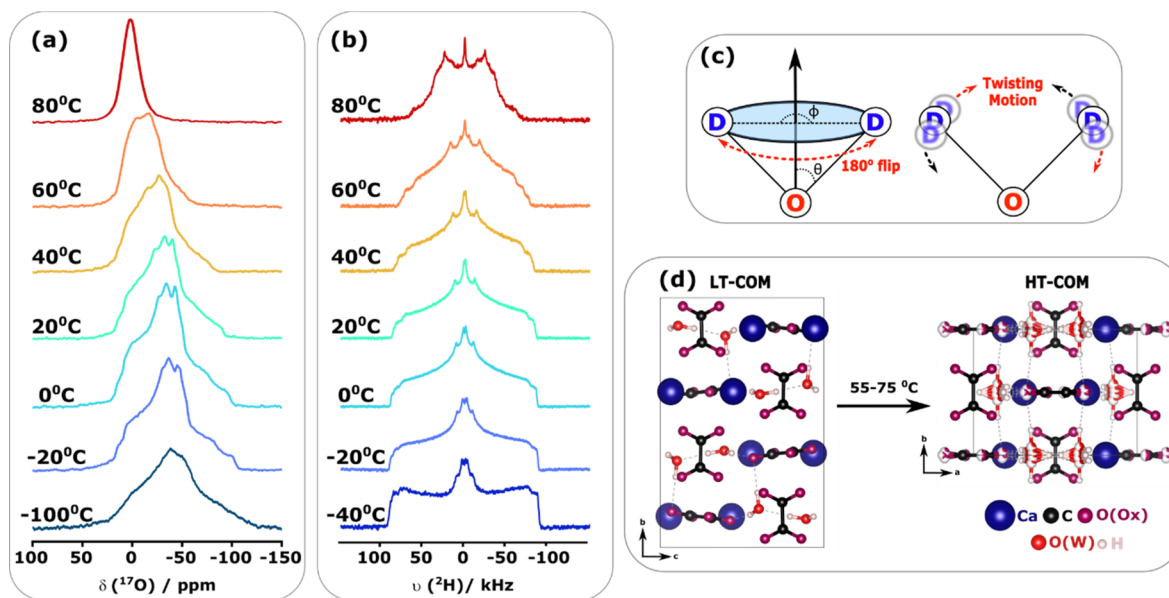 (a)
80⁰C
60⁰C
40⁰C
20⁰C
0⁰C
-20⁰C
-100⁰C
100 50 0 -50 -100 -150
δ (¹⁷O) / ppm
(b)
80⁰C
60⁰C
40⁰C
20⁰C
0⁰C
-20⁰C
-40⁰C
100 50 0 -50 -100
υ (²H)/ kHz
(c)
D ϕ D
180⁰ flip
θ
O
Twisting
Motion
D D
D D
O
(d) LT-COM
b
c
55-75 ⁰C
HT-COM
b
a
Ca C O(Ox)
O(W) H